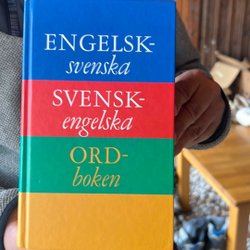 ENGELSK-
svenska
SVENSK-
engelska
ORD-
boken